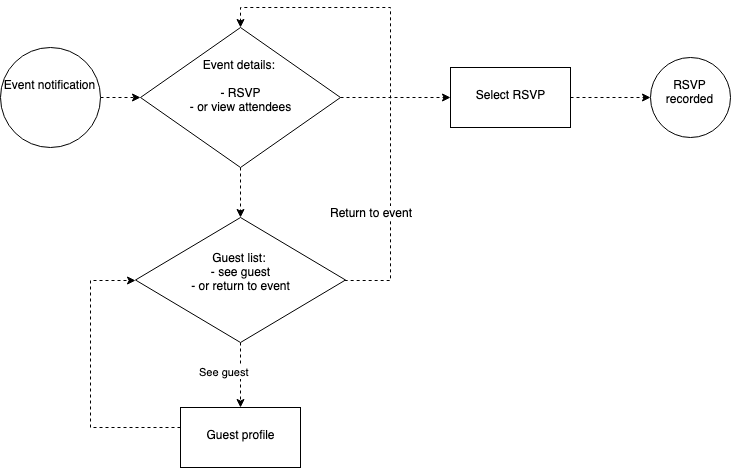 Event notification
Event details:
- RSVP
- or view attendees
Select RSVP
RSVP
recorded
Return to event
Guest list:
- see guest
- or return to event
See guest
Guest profile